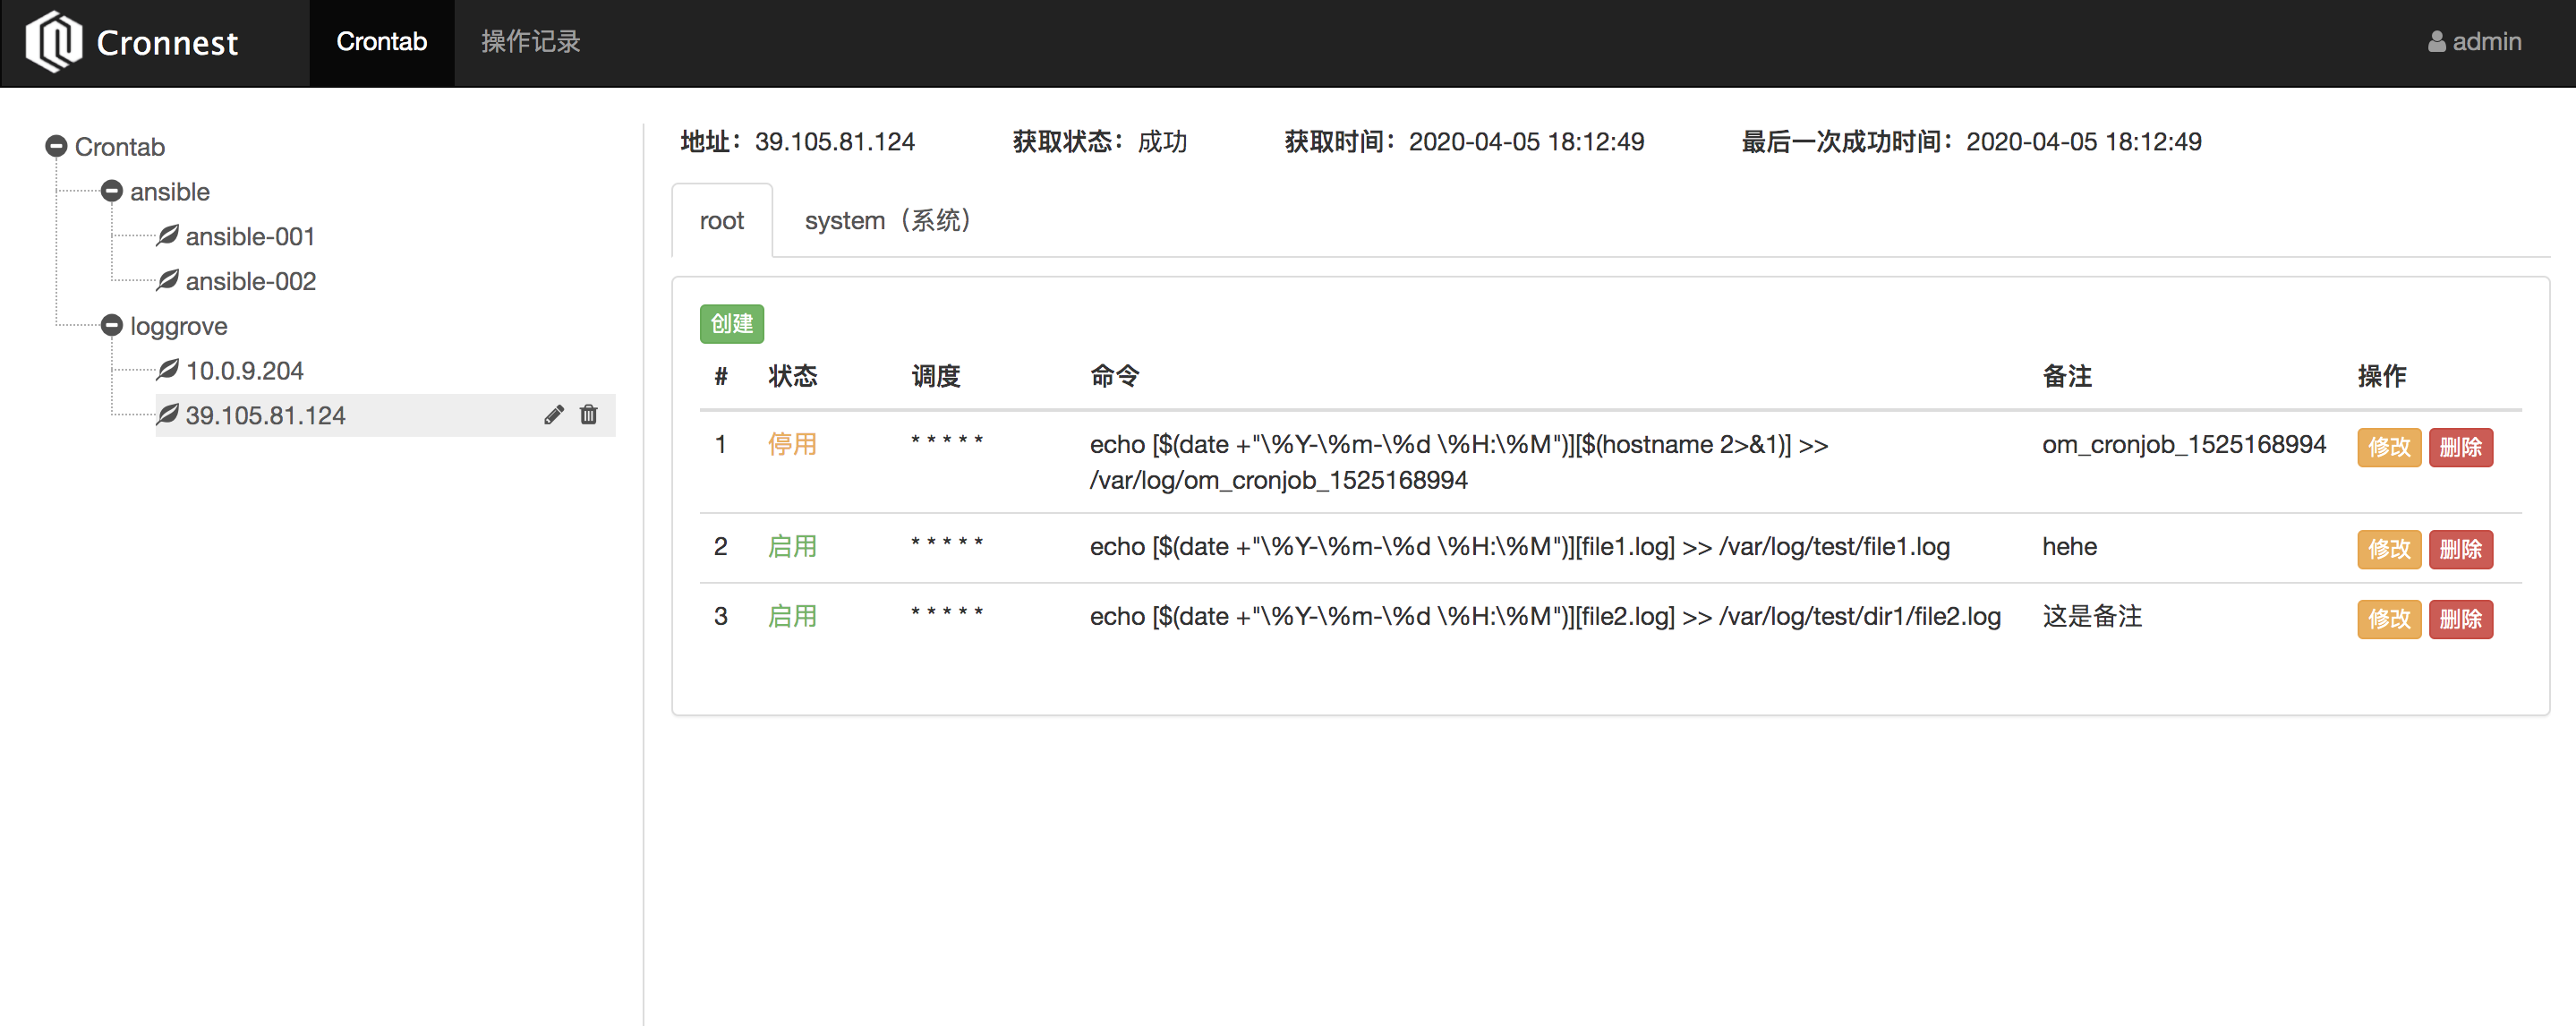 Cronnest Crontab 操作记录 admin
Crontab
ansible
ansible-001
ansible-002
loggrove
10.0.9.204
39.105.81.124
地址：39.105.81.124 获取状态：成功 获取时间：2020-04-05 18:12:49 最后一次成功时间：2020-04-05 18:12:49
root system（系统）
创建
# 状态 调度 命令 备注 操作
1 停用 * * * * * echo [$(date +"\%Y-\%m-\%d \%H:\%M")][$(hostname 2>&1)] >> om_cronjob_1525168994 修改 删除
/var/log/om_cronjob_1525168994
2 启用 * * * * * echo [$(date +"\%Y-\%m-\%d \%H:\%M")][file1.log] >> /var/log/test/file1.log hehe 修改 删除
3 启用 * * * * * echo [$(date +"\%Y-\%m-\%d \%H:\%M")][file2.log] >> /var/log/test/dir1/file2.log 这是备注 修改 删除